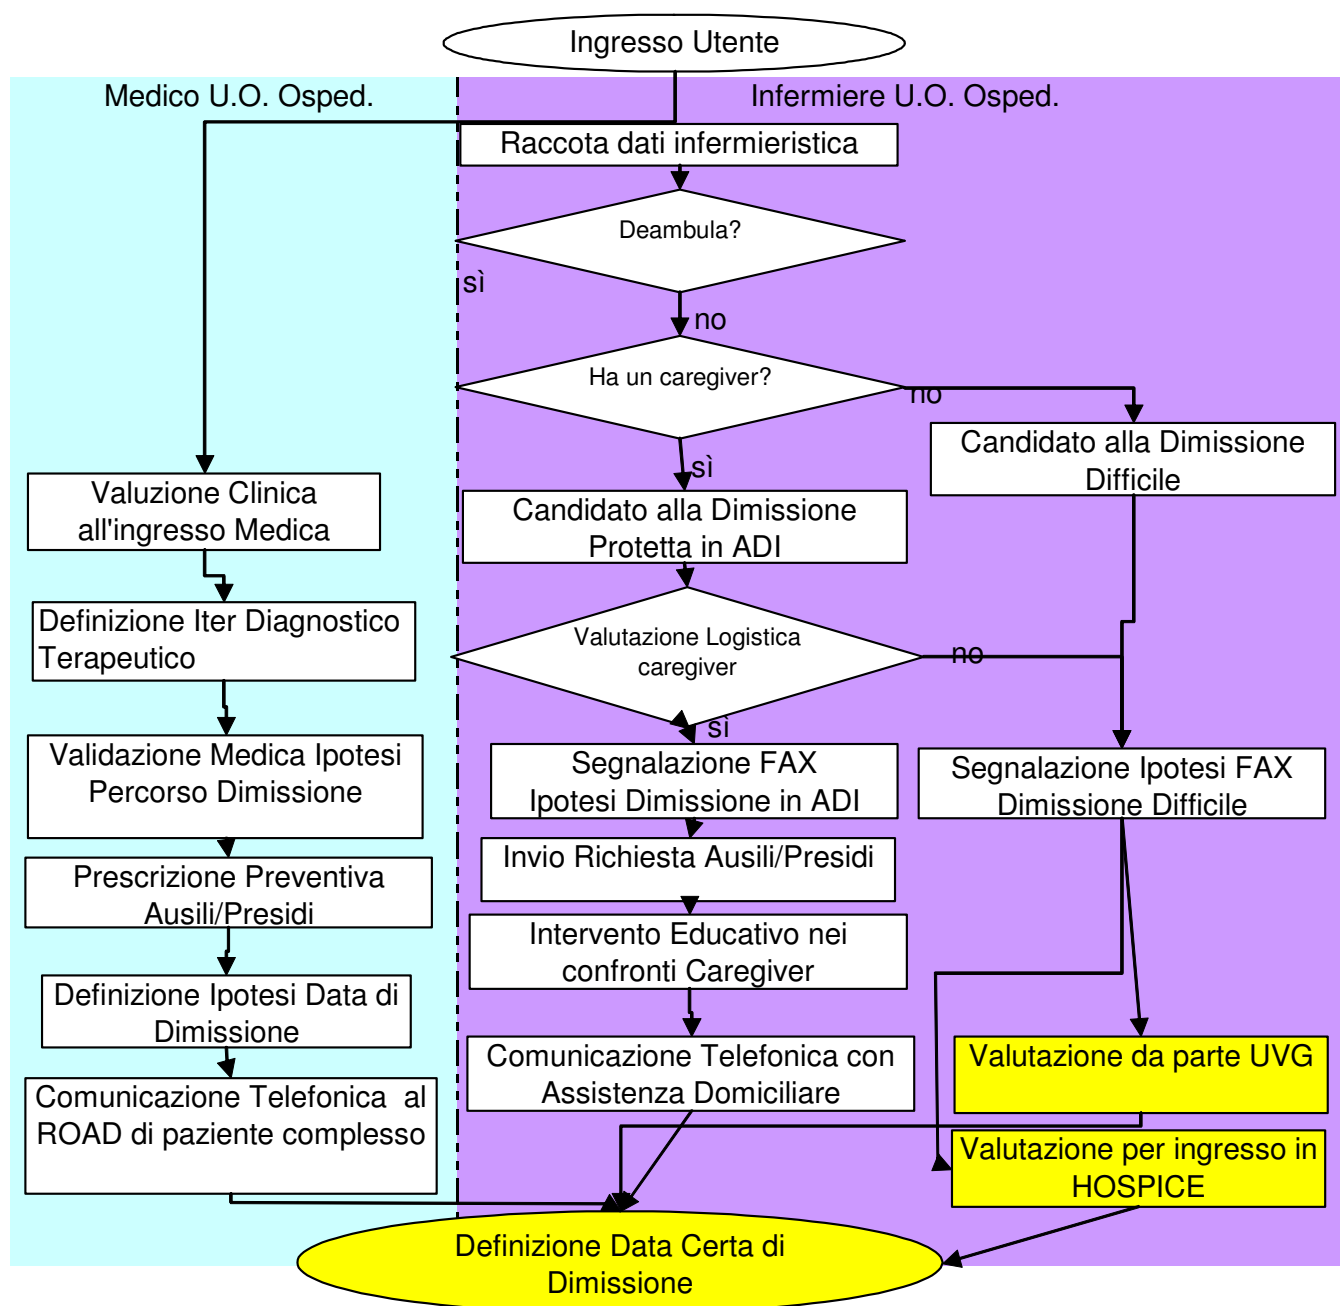 Ingresso Utente
Medico U.O. Osped.
Infermiere U.O. Osped.
Raccota dati infermieristica
Deambula?
sì
no
Ha un caregiver?
no
Candidato alla Dimissione
Difficile
sì
Valuzione Clinica
all'ingresso Medica
Candidato alla Dimissione
Protetta in ADI
Definizione Iter Diagnostico
Terapeutico
Valutazione Logistica
caregiver
no
sì
Validazione Medica Ipotesi
Percorso Dimissione
Segnalazione FAX
Ipotesi Dimissione in ADI
Segnalazione Ipotesi FAX
Dimissione Difficile
Prescrizione Preventiva
Ausili/Presidi
Invio Richiesta Ausili/Presidi
Intervento Educativo nei
confronti Caregiver
Definizione Ipotesi Data di
Dimissione
Comunicazione Telefonica con
Assistenza Domiciliare
Valutazione da parte UVG
Comunicazione Telefonica al
ROAD di paziente complesso
Valutazione per ingresso in
HOSPICE
Definizione Data Certa di
Dimissione